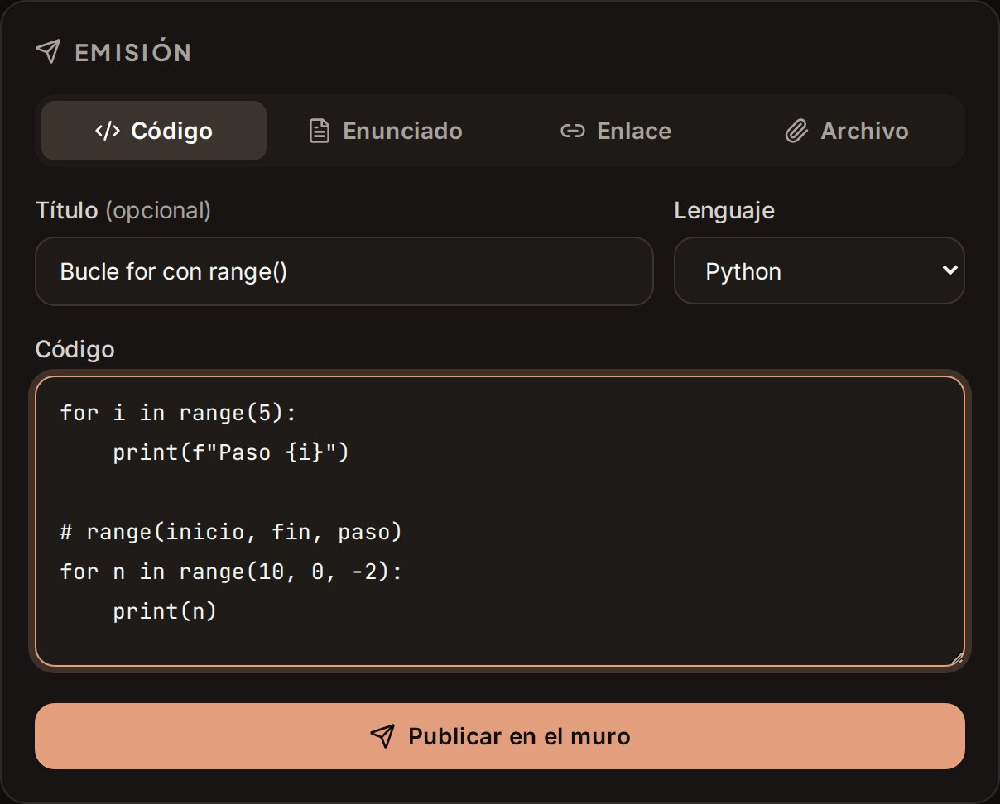 EMISIÓN
Código
Enunciado
Enlace
Archivo
Título (opcional)
Lenguaje
Bucle for con range()
Python
Código
for i in range(5):
    print(f"Paso {i}")

# range(inicio, fin, paso)
for n in range(10, 0, -2):
    print(n)
Publicar en el muro